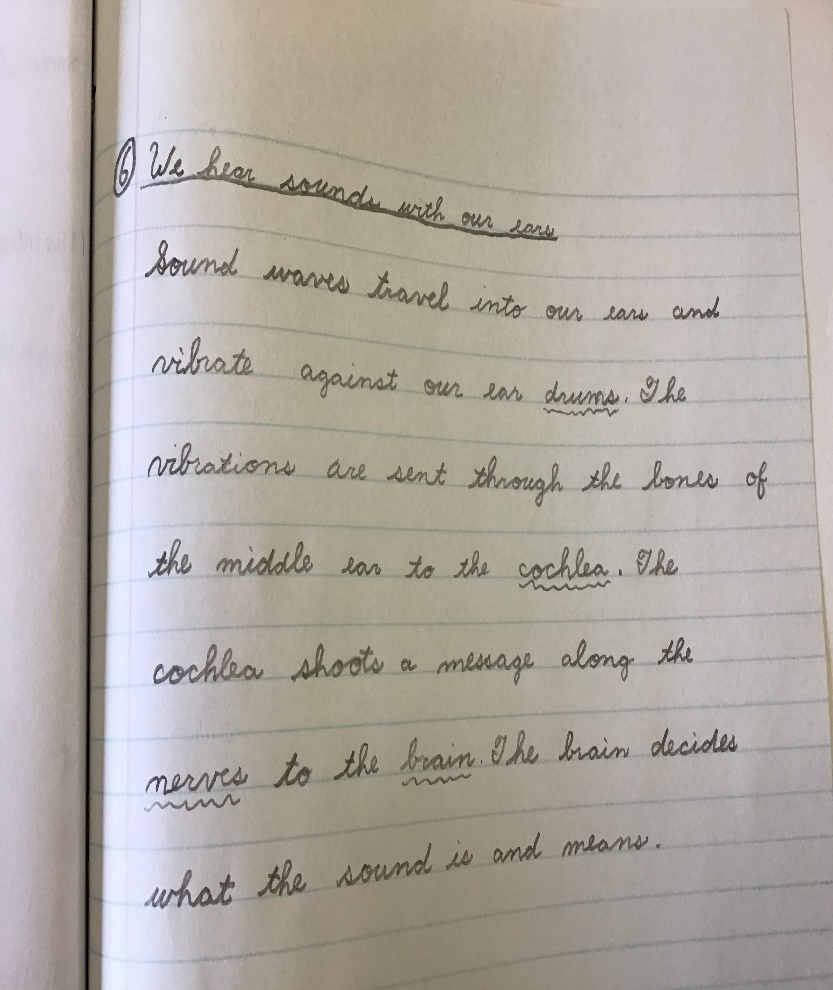 6 We hear sounds with our ears
Sound waves travel into our ears and
vibrate against our ear drums. The
vibrations are sent through the bones of
the middle ear to the cochlea. The
cochlea shoots a message along the
nerves to the brain. The brain decides
what the sound is and means.